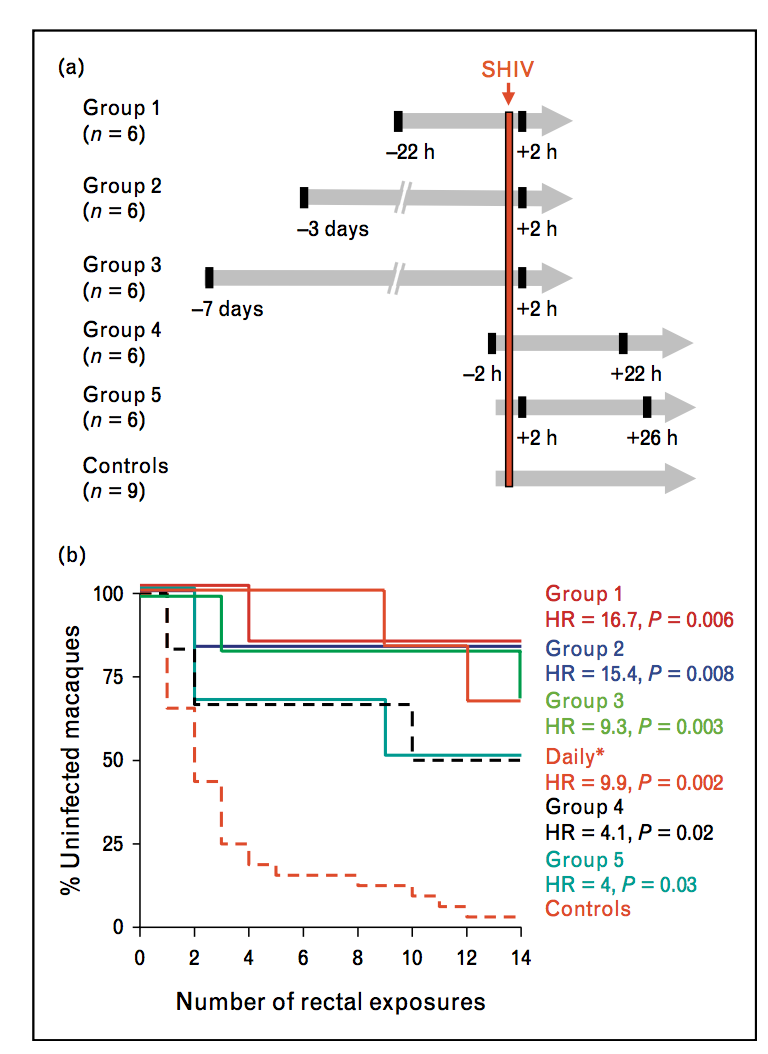 (a)
SHIV
Group 1
(n = 6)
–22 h
+2 h
Group 2
(n = 6)
–3 days
+2 h
Group 3
(n = 6)
–7 days
+2 h
Group 4
(n = 6)
–2 h
+22 h
Group 5
(n = 6)
+2 h
+26 h
Controls
(n = 9)
(b)
% Uninfected macaques
100
75
50
25
0
0 2 4 6 8 10 12 14
Number of rectal exposures
Group 1
HR = 16.7, P = 0.006
Group 2
HR = 15.4, P = 0.008
Group 3
HR = 9.3, P = 0.003
Daily*
HR = 9.9, P = 0.002
Group 4
HR = 4.1, P = 0.02
Group 5
HR = 4, P = 0.03
Controls